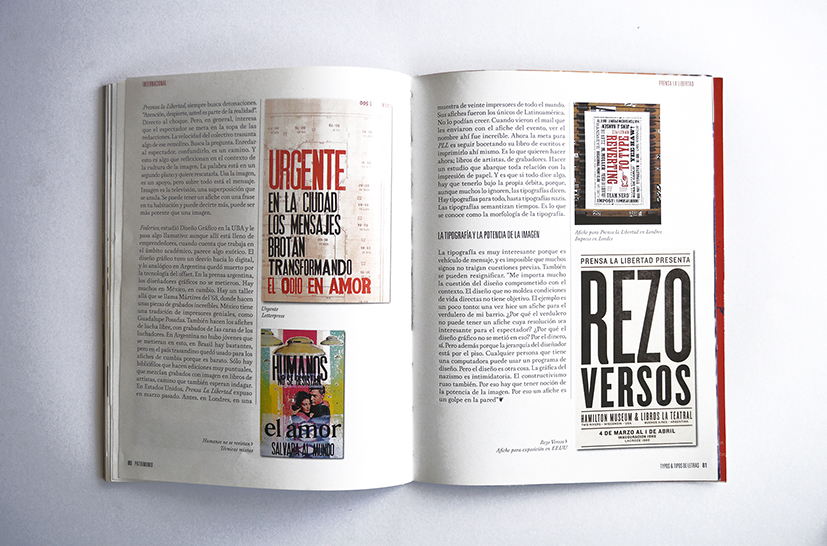 INTERNACIONAL
Prensa la Libertad, siempre busca detonaciones.
"Atención, despierte, usted es parte de la realidad".
Directo al choque. Pero, en general, interesa
que el espectador se meta en la sopa de las
redacciones. La velocidad del colectivo trasunta
algo de ese remolino. Busca la pregunta. Enredar
al espectador, confundirlo, es un camino. Y
esto es algo que reflexionan en el contexto de
la cultura de la imagen. La palabra está en un
segundo plano y quiere rescatarla. Usa la imagen,
es un apoyo, pero sobre todo está el mensaje.
Imagen es la televisión, una superposición que
se anula. Se puede tener un afiche con una frase
en tu habitación y puede decirte más, puede ser
más potente que una imagen.
Federico, estudió Diseño Gráfico en la UBA y le
pasa algo llamativo aunque allí está lleno de
emprendedores, cuando cuenta que trabaja en
el ámbito académico, parece algo exótico. El
diseño gráfico tuvo un desvío hacia lo digital,
y lo analógico en Argentina quedó muerto por
la tecnología del offset. En la prensa argentina,
los diseñadores gráficos no se metieron. Hay
muchos en México, en cambio. Hay un taller
allá que se llama Mártires del '68, donde hacen
unas piezas de grabados increíbles. México tiene
una tradición de impresores geniales, como
Guadalupe Posadas. También hacen los afiches
de lucha libre, con grabados de las caras de los
luchadores. En Argentina no hubo jóvenes que
se metieran en esto, en Brasil hay bastantes,
pero en el país trasandino quedó usado para los
afiches de cumbia porque es barato. Sólo hay
bibliófilos que hacen ediciones muy puntuales,
que mezclan grabados con imagen en libros de
artistas, camino que también esperan indagar.
En Estados Unidos, Prensa La Libertad expuso
en marzo pasado. Antes, en Londres, en una
80 PATRIMONIO
500
URGENTE
EN LA CIUDAD
LOS MENSAJES
BROTAN
TRANSFORMANDO
EL ODIO EN AMOR
Urgente
Letterpress
HUMANOS
NO SE RESISTAN
el amor
SALVARA AL MUNDO
Humanos no se resistan
Técnicas mixtas
PRENSA LA LIBERTAD
muestra de veinte impresores de todo el mundo.
Sus afiches fueron los únicos de Latinoamérica.
No lo podían creer. Cuando vieron el mail que
les enviaron con el afiche del evento, ver el
nombre ahí fue increíble. Ahora la meta para
PLL es seguir bocetando su libro de escritos e
imprimirlo ahí mismo. Es lo que quieren hacer
ahora; libros de artistas, de grabadores. Hacer
un estudio que abarque toda relación con la
impresión de papel. Y es que si todo dice algo,
hay que tenerlo bajo la propia órbita, porque,
aunque muchos lo ignoren, las tipografías dicen.
Hay tipografías para todo, hasta tipografías nazis.
Las tipografías semantizan tiempos. Es lo que
se conoce como la morfología de la tipografía.
LA TIPOGRAFÍA Y LA POTENCIA DE LA IMAGEN
La tipografía es muy interesante porque es
vehículo de mensaje, y es imposible que muchos
signos no traigan cuestiones previas. También
se pueden resignificar. "Me importa mucho
la cuestión del diseño comprometido con el
contexto. El diseño que no moldea condiciones
de vida directas no tiene objetivo. El ejemplo es
un poco tonto: una vez hice un afiche para el
verdulero de mi barrio. ¿Por qué el verdulero
no puede tener un afiche cuya resolución sea
interesante para el espectador? ¿Por qué el
diseño gráfico no se metió en eso? Por el dinero,
sí. Pero además porque la jerarquía del diseñador
está por el piso. Cualquier persona que tiene
una computadora puede usar un programa de
diseño. Pero el diseño es otra cosa. La gráfica del
nazismo es intimidatoria. El constructivismo
ruso también. Por eso hay que tener noción
de la potencia de la imagen. Por eso un afiche es
un golpe en la pared"
REVERTING
TO TYPE
Afiche para Prensa la Libertad en Londres
Impreso en Londres
PRENSA LA LIBERTAD PRESENTA
REZO
VERSOS
HAMILTON MUSEUM & LIBROS LA TEATRAL
TWO RIVERS - WISCONSIN - USA BUENOS AIRES - ARGENTINA
4 DE MARZO AL 1 DE ABRIL
INAUGURACION
Rezo Versos
Afiche para exposición en EEUU
TYPOS & TIPOS DE LETRAS 81